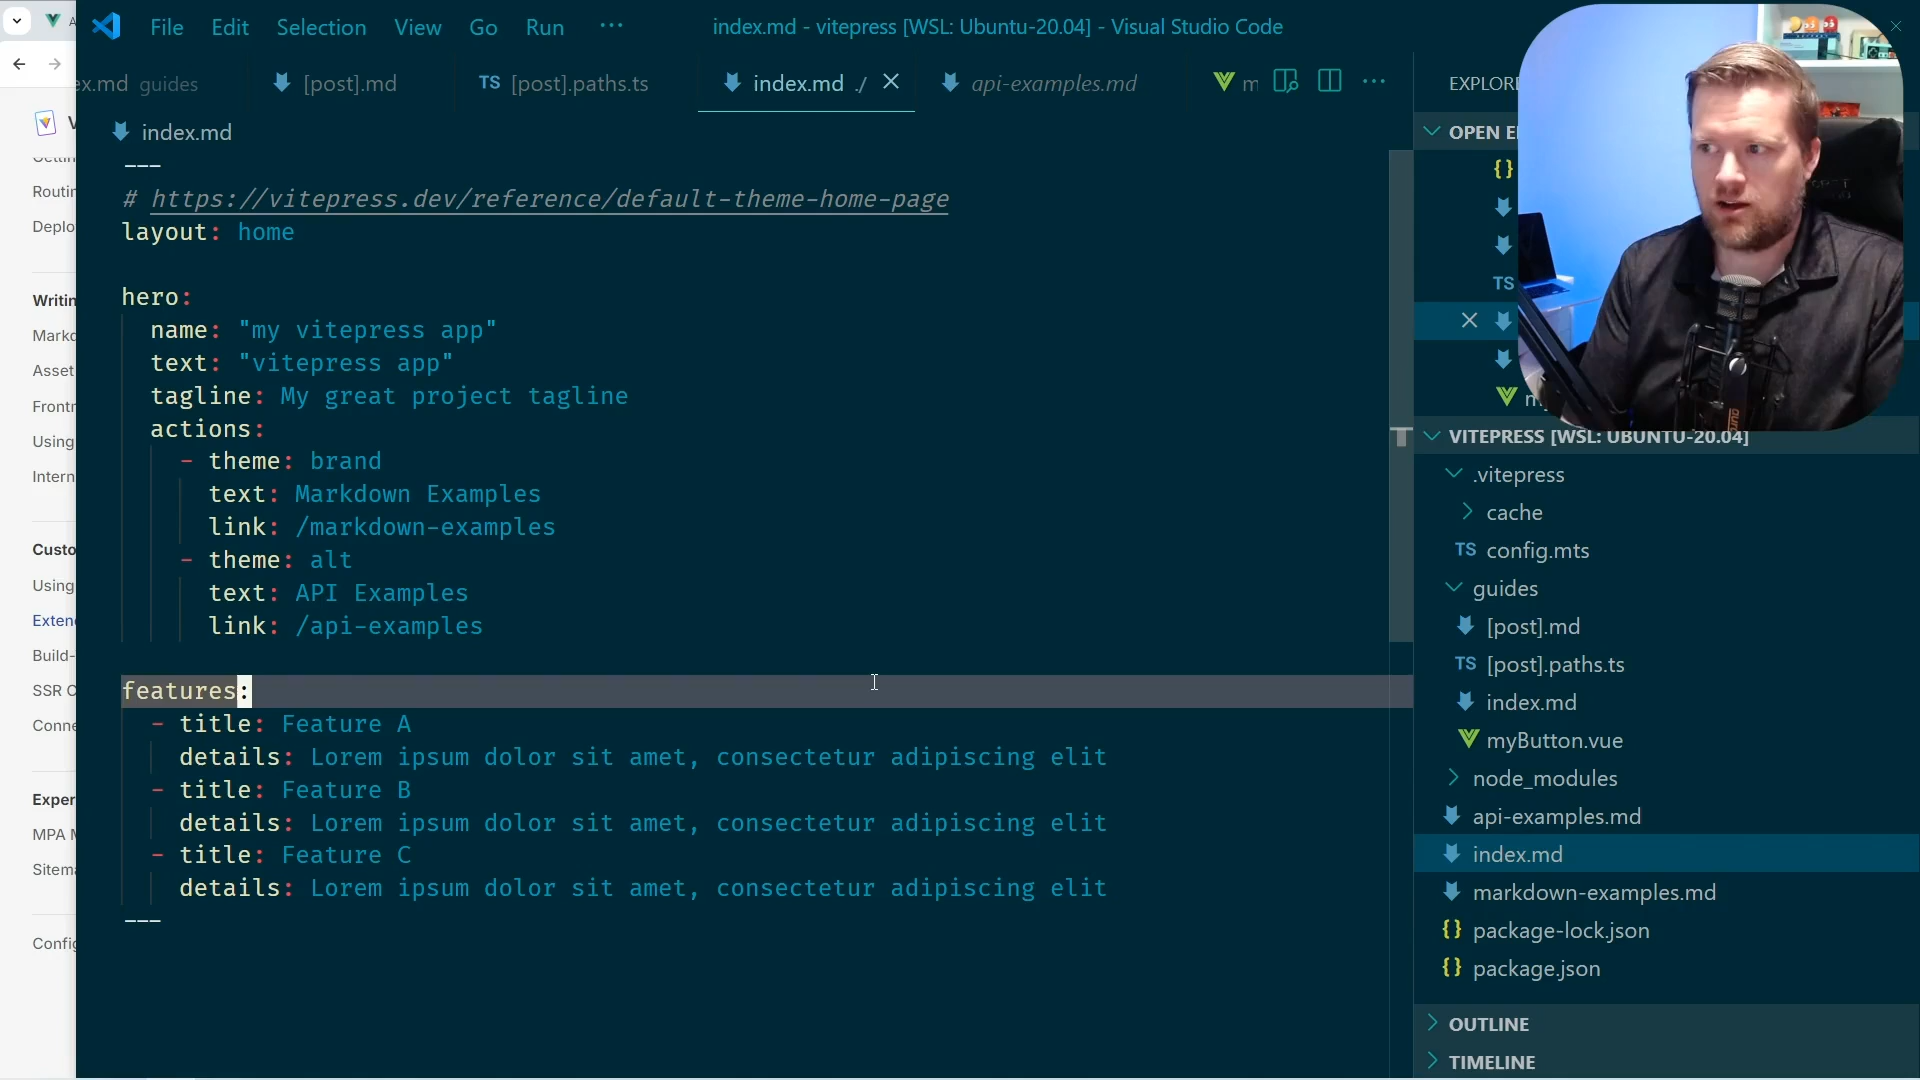 File Edit Selection View Go Run ··· index.md - vitepress [WSL: Ubuntu-20.04] - Visual Studio Code
ex.md guides [post].md TS [post].paths.ts index.md ./ api-examples.md m
index.md
---
# https://vitepress.dev/reference/default-theme-home-page
layout: home
hero:
name: "my vitepress app"
text: "vitepress app"
tagline: My great project tagline
actions:
- theme: brand
text: Markdown Examples
link: /markdown-examples
- theme: alt
text: API Examples
link: /api-examples
features:
- title: Feature A
details: Lorem ipsum dolor sit amet, consectetur adipiscing elit
- title: Feature B
details: Lorem ipsum dolor sit amet, consectetur adipiscing elit
- title: Feature C
details: Lorem ipsum dolor sit amet, consectetur adipiscing elit
---
Routin
Deplo
Writin
Markd
Asset
Frontm
Using
Intern
Custo
Using
Exten
Build-
SSR C
Conne
Exper
MPA M
Sitema
Config
EXPLOR
OPEN E
{}
TS
VITEPRESS [WSL: UBUNTU-20.04]
.vitepress
cache
TS config.mts
guides
[post].md
TS [post].paths.ts
index.md
myButton.vue
node_modules
api-examples.md
index.md
markdown-examples.md
{} package-lock.json
{} package.json
OUTLINE
TIMELINE